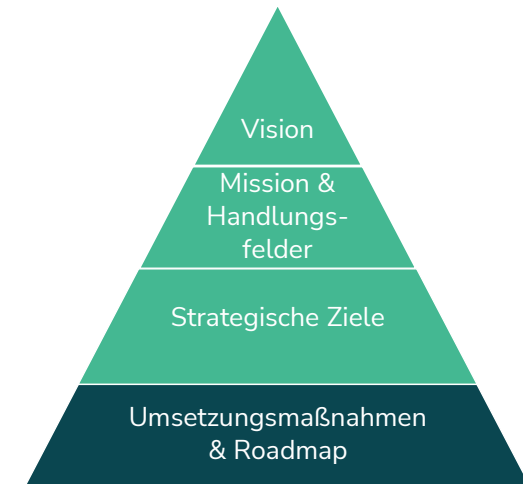 Vision
Mission &
Handlungs-
felder
Strategische Ziele
Umsetzungsmaßnahmen
& Roadmap